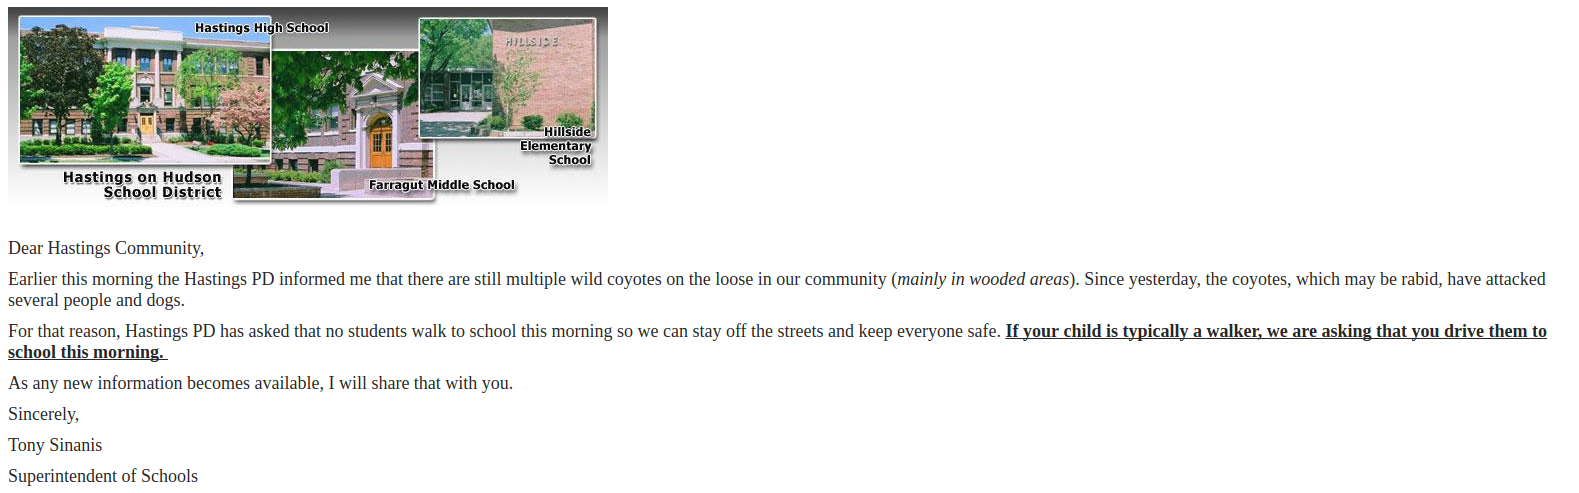 Hastings High School
HILLSIDE
Hillside
Elementary
School
Hastings on Hudson
School District
Farragut Middle School
Dear Hastings Community,
Earlier this morning the Hastings PD informed me that there are still multiple wild coyotes on the loose in our community (mainly in wooded areas). Since yesterday, the coyotes, which may be rabid, have attacked
several people and dogs.
For that reason, Hastings PD has asked that no students walk to school this morning so we can stay off the streets and keep everyone safe. If your child is typically a walker, we are asking that you drive them to
school this morning.
As any new information becomes available, I will share that with you.
Sincerely,
Tony Sinanis
Superintendent of Schools